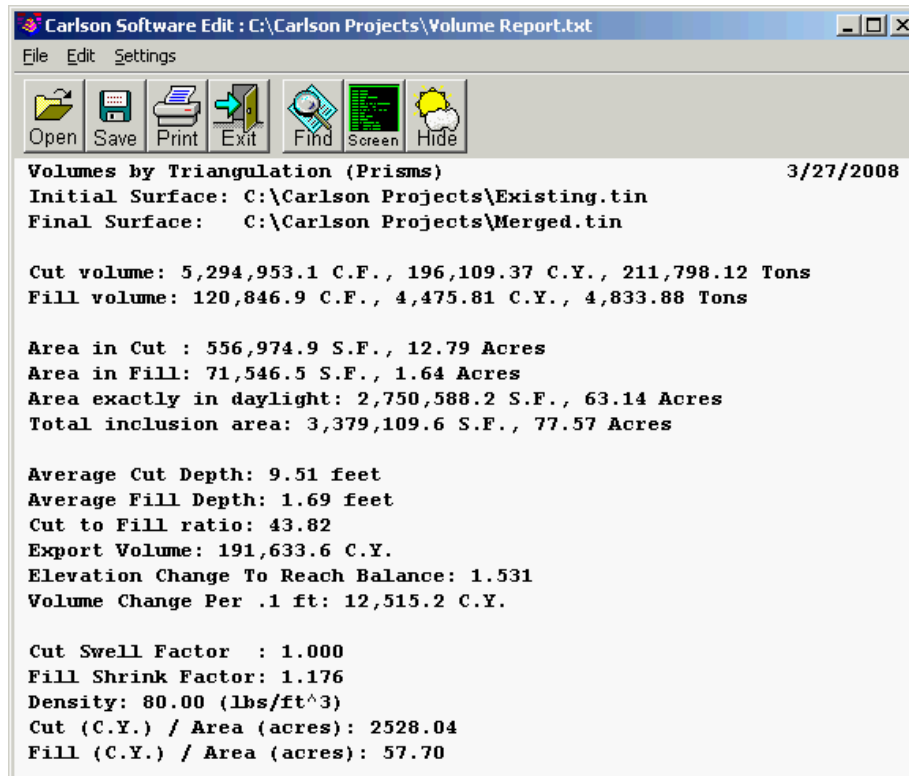 Carlson Software Edit : C:\Carlson Projects\Volume Report.txt
File Edit Settings
Open Save Print Exit Find Screen Hide
Volumes by Triangulation (Prisms) 3/27/2008
Initial Surface: C:\Carlson Projects\Existing.tin
Final Surface: C:\Carlson Projects\Merged.tin
Cut volume: 5,294,953.1 C.F., 196,109.37 C.Y., 211,798.12 Tons
Fill volume: 120,846.9 C.F., 4,475.81 C.Y., 4,833.88 Tons
Area in Cut : 556,974.9 S.F., 12.79 Acres
Area in Fill: 71,546.5 S.F., 1.64 Acres
Area exactly in daylight: 2,750,588.2 S.F., 63.14 Acres
Total inclusion area: 3,379,109.6 S.F., 77.57 Acres
Average Cut Depth: 9.51 feet
Average Fill Depth: 1.69 feet
Cut to Fill ratio: 43.82
Export Volume: 191,633.6 C.Y.
Elevation Change To Reach Balance: 1.531
Volume Change Per .1 ft: 12,515.2 C.Y.
Cut Swell Factor : 1.000
Fill Shrink Factor: 1.176
Density: 80.00 (lbs/ft^3)
Cut (C.Y.) / Area (acres): 2528.04
Fill (C.Y.) / Area (acres): 57.70